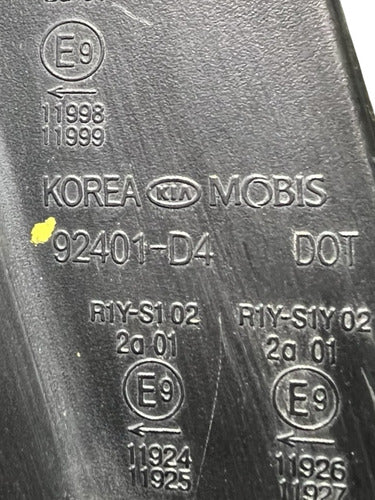 E9
11998
11999
KOREA KIA MOBIS
92401-D4 DOT
R1Y-S1 02 R1Y-S1Y 02
2a 01 2a 01
E9 E9
11924 11926
11925 11927